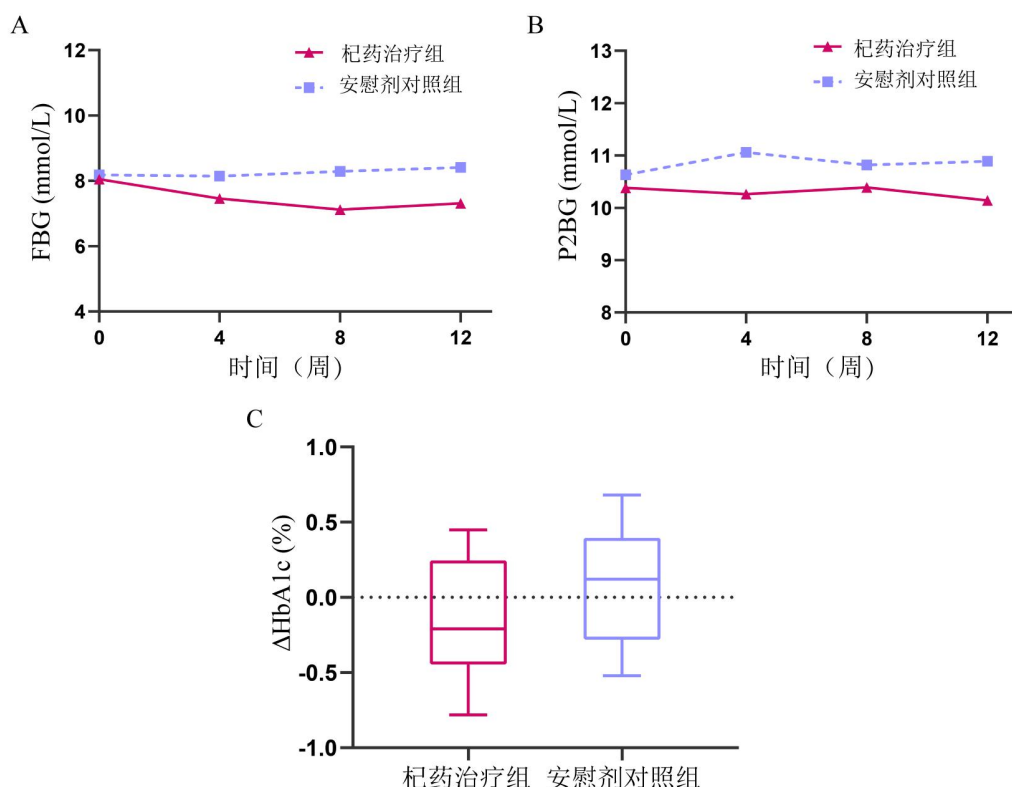 A
12
10
8
6
4
FBG (mmol/L)
0 4 8 12
时间（周）
杞药治疗组
安慰剂对照组
B
13
12
11
10
9
8
P2BG (mmol/L)
0 4 8 12
时间（周）
杞药治疗组
安慰剂对照组
C
1.0
0.5
0.0
-0.5
-1.0
ΔHbA1c (%)
杞药治疗组 安慰剂对照组